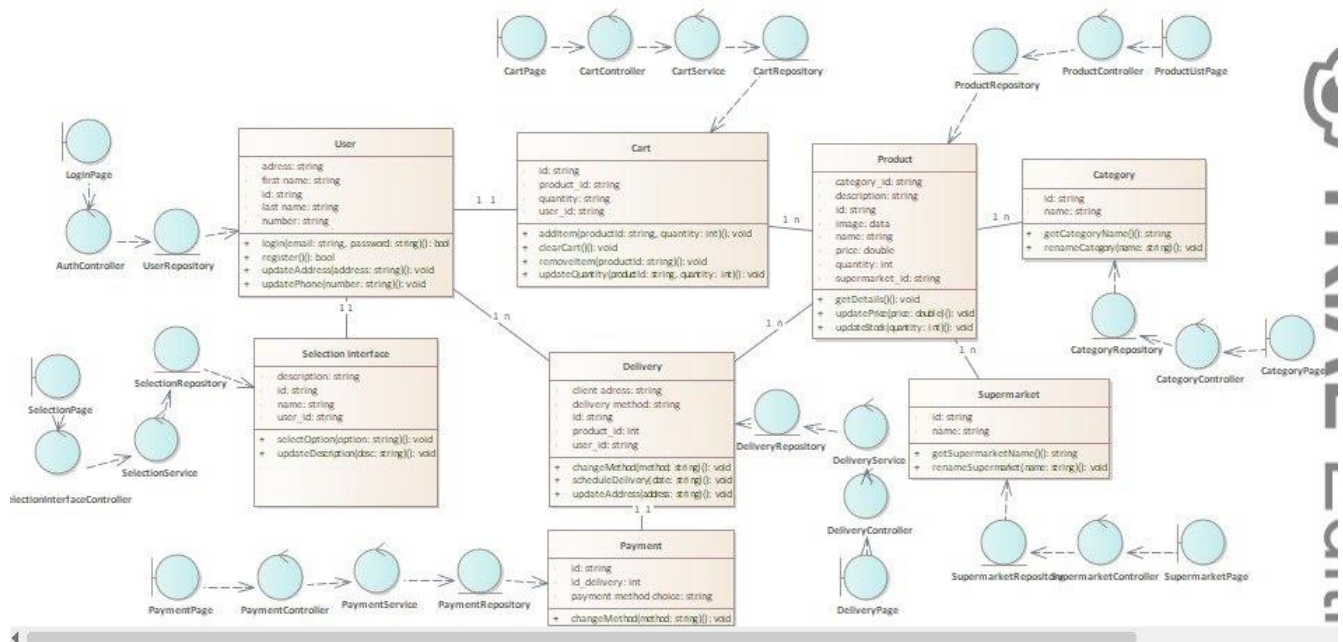 CartPage
CartController
CartService
CartRepository
ProductRepository
ProductController
ProductListPage
LoginPage
AuthController
UserRepository
User
adress: string
first name: string
id: string
last name: string
number: string
+ login(email: string, password: string)(): bool
+ register()(): bool
+ updateAddress(address: string)(): void
+ updatePhone(number: string)(): void
1 1
Cart
id: string
product_id: string
quantity: string
user_id: string
+ addItem(productId: string, quantity: int)(): void
+ clearCart()(): void
+ removeItem(productId: string)(): void
+ updateQuantity(productId: string, quantity: int)(): void
1 n
Product
category_id: string
description: string
id: string
image: data
name: string
price: double
quantity: int
supermarket_id: string
+ getDetails()(): void
+ updatePrice(price: double)(): void
+ updateStock(quantity: int)(): void
1 n
Category
id: string
name: string
+ getCategoryName()(): string
+ renameCategory(name: string)(): void
CategoryRepository
CategoryController
CategoryPage
1 1
1 n
1 n
1 n
SelectionPage
SelectionRepository
SelectionService
electionInterfaceController
Selection Interface
description: string
id: string
name: string
user_id: string
+ selectOption(option: string)(): void
+ updateDescription(desc: string)(): void
Delivery
client adress: string
delivery method: string
id: string
product_id: int
user_id: string
+ changeMethod(method: string)(): void
+ scheduleDelivery(date: string)(): void
+ updateAddress(address: string)(): void
DeliveryRepository
DeliveryService
DeliveryController
DeliveryPage
Supermarket
id: string
name: string
+ getSupermarketName()(): string
+ renameSupermarket(name: string)(): void
SupermarketRepository
SupermarketController
SupermarketPage
1 1
PaymentPage
PaymentController
PaymentService
PaymentRepository
Payment
id: string
id_delivery: int
payment method choice: string
+ changeMethod(method: string)(): void